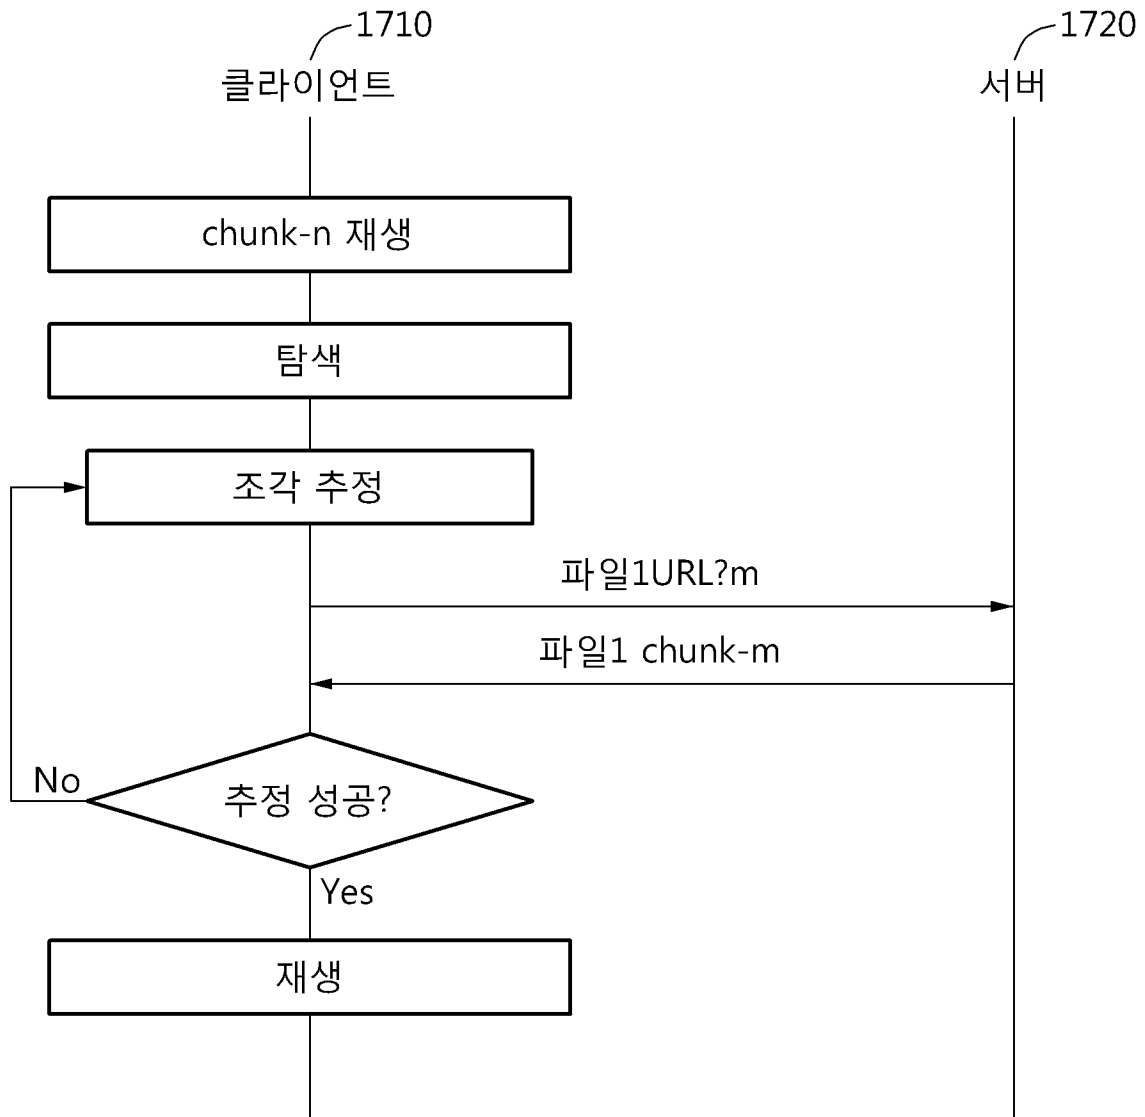 1710
1720
클라이언트
서버
chunk-n 재생
탐색
조각 추정
파일1URL?m
파일1 chunk-m
No
추정 성공?
Yes
재생